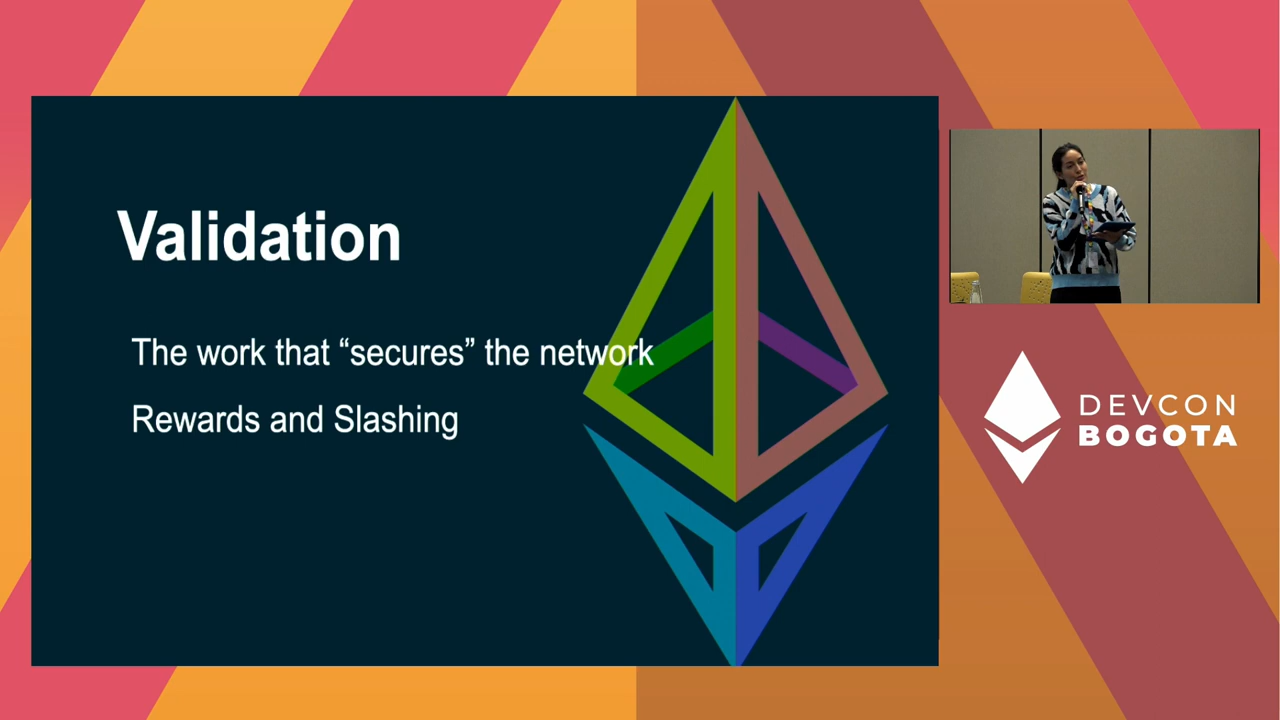 Validation
The work that “secures” the network
Rewards and Slashing
DEVCON
BOGOTA